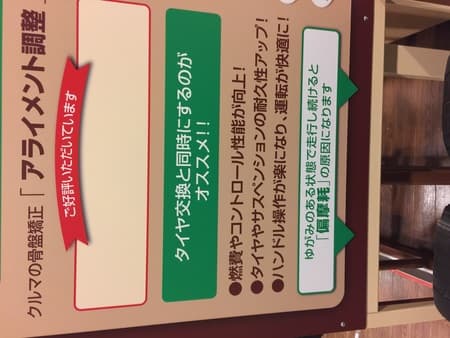 クルマの骨盤矯正「アライメント調整」
ご好評いただいています
タイヤ交換と同時にするのが
オススメ!!
●燃費やコントロール性能が向上!
●タイヤやサスペンションの耐久性アップ!
●ハンドル操作が楽になり、運転が快適に!
ゆがみのある状態で走行し続けると
「偏摩耗」の原因になります